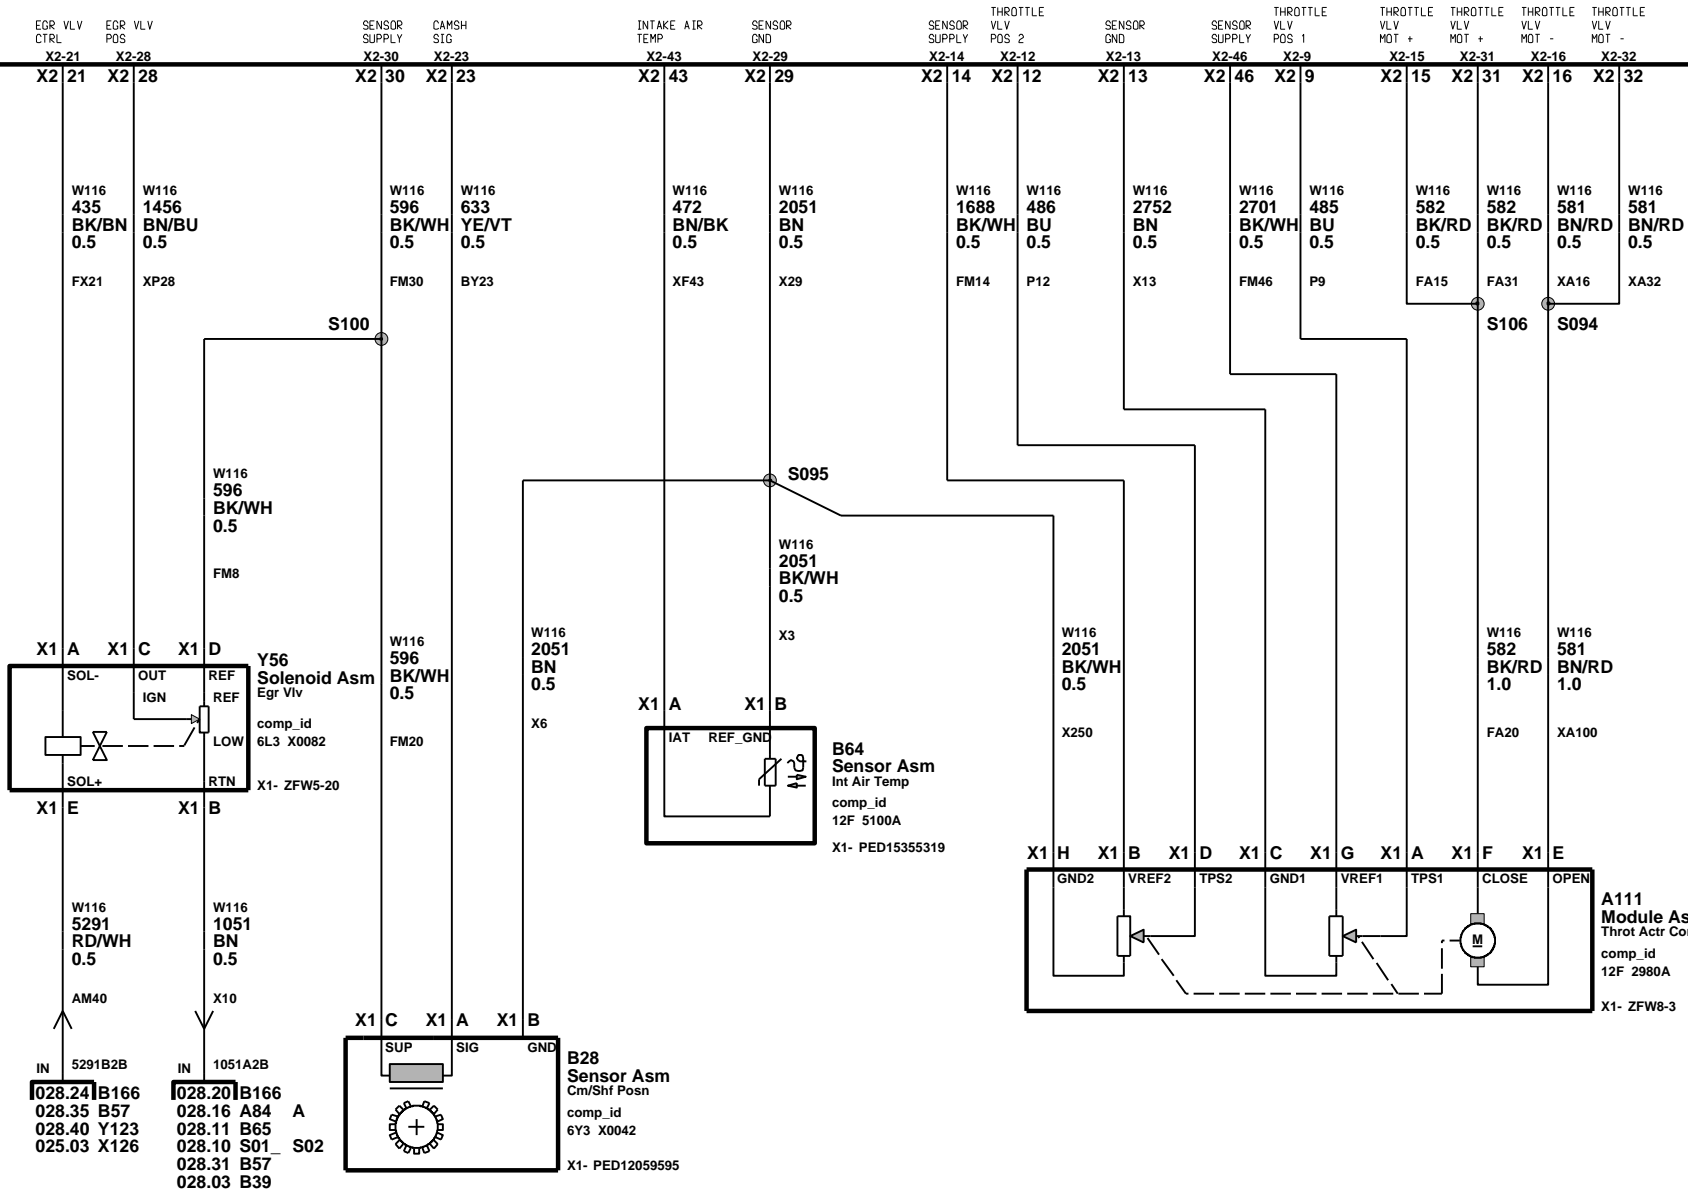 EGR VLV
CTRL
EGR VLV
POS
SENSOR
SUPPLY
CAMSH
SIG
INTAKE AIR
TEMP
SENSOR
GND
SENSOR
SUPPLY
THROTTLE
VLV
POS 2
SENSOR
GND
SENSOR
SUPPLY
THROTTLE
VLV
POS 1
THROTTLE
VLV
MOT +
THROTTLE
VLV
MOT +
THROTTLE
VLV
MOT -
THROTTLE
VLV
MOT -
X2-21 X2-28 X2-30 X2-23 X2-43 X2-29 X2-14 X2-12 X2-13 X2-46 X2-9 X2-15 X2-31 X2-16 X2-32
X2 21 X2 28 X2 30 X2 23 X2 43 X2 29 X2 14 X2 12 X2 13 X2 46 X2 9 X2 15 X2 31 X2 16 X2 32
W116 W116 W116 W116 W116 W116 W116 W116 W116 W116 W116 W116 W116 W116 W116
435 1456 596 633 472 2051 1688 486 2752 2701 485 582 582 581 581
BK/BN BN/BU BK/WH YE/VT BN/BK BN BK/WH BU BN BK/WH BU BK/RD BK/RD BN/RD BN/RD
0.5 0.5 0.5 0.5 0.5 0.5 0.5 0.5 0.5 0.5 0.5 0.5 0.5 0.5 0.5
FX21 XP28 FM30 BY23 XF43 X29 FM14 P12 X13 FM46 P9 FA15 FA31 XA16 XA32
S100
S106
S094
S095
W116
596
BK/WH
0.5
FM8
W116
2051
BK/WH
0.5
X3
W116
596
BK/WH
0.5
FM20
W116
2051
BN
0.5
X6
W116
2051
BK/WH
0.5
X250
W116
582
BK/RD
1.0
FA20
W116
581
BN/RD
1.0
XA100
X1 A X1 C X1 D
SOL- OUT REF
IGN REF
LOW
SOL+ RTN
X1 E X1 B
Y56
Solenoid Asm
Egr Vlv
comp_id
6L3 X0082
X1- ZFW5-20
X1 A X1 B
IAT REF_GND
B64
Sensor Asm
Int Air Temp
comp_id
12F 5100A
X1- PED15355319
X1 H X1 B X1 D X1 C X1 G X1 A X1 F X1 E
GND2 VREF2 TPS2 GND1 VREF1 TPS1 CLOSE OPEN
M
A111
Module As
Throt Actr Cor
comp_id
12F 2980A
X1- ZFW8-3
W116
5291
RD/WH
0.5
AM40
W116
1051
BN
0.5
X10
X1 C X1 A X1 B
SUP SIG GND
B28
Sensor Asm
Cm/Shf Posn
comp_id
6Y3 X0042
X1- PED12059595
IN 5291B2B
028.24 B166
028.35 B57
028.40 Y123
025.03 X126
IN 1051A2B
028.20 B166
028.16 A84 A
028.11 B65
028.10 S01_ S02
028.31 B57
028.03 B39